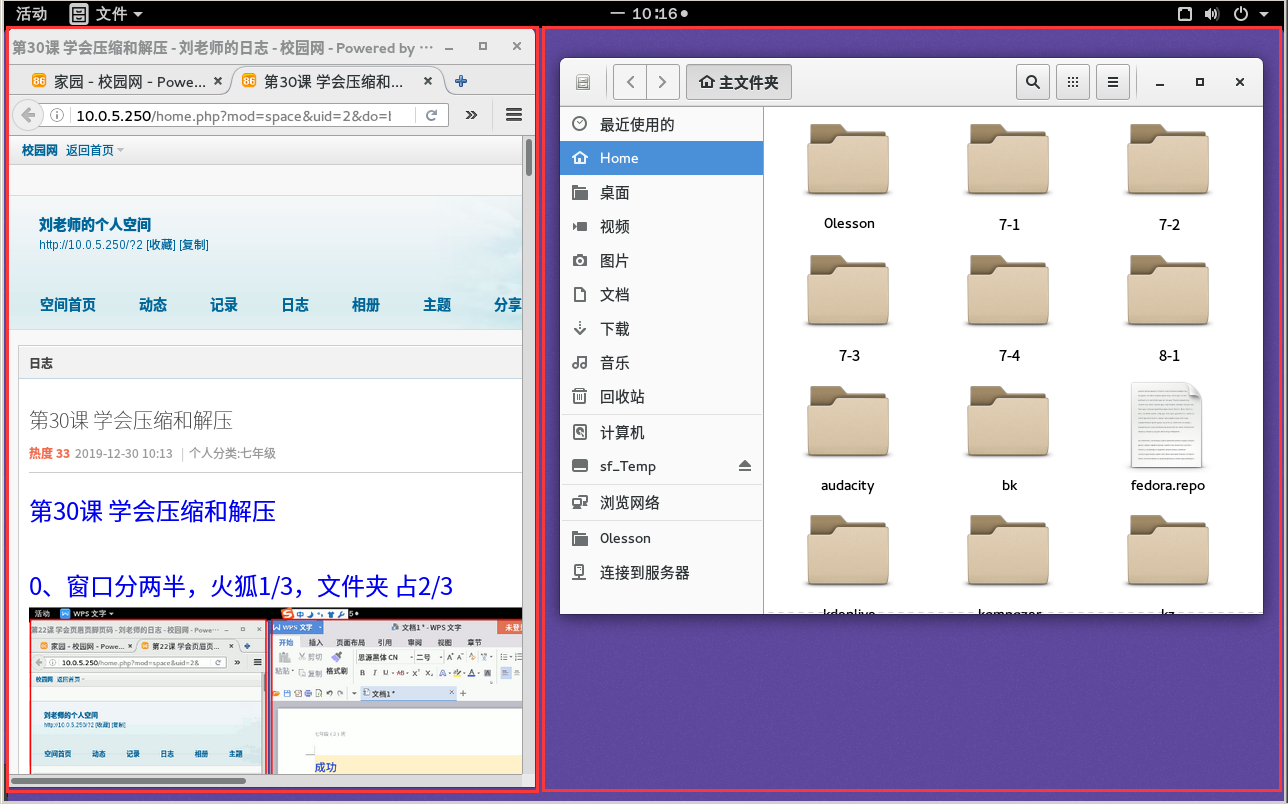 活动 文件
一 10:16
第30课 学会压缩和解压 - 刘老师的日志 - 校园网 - Powered by ···
家园 - 校园网 - Powe... 第30课 学会压缩和...
10.0.5.250/home.php?mod=space&uid=2&do=l
校园网 返回首页
刘老师的个人空间
http://10.0.5.250/?2 [收藏] [复制]
空间首页 动态 记录 日志 相册 主题 分享
日志
第30课 学会压缩和解压
热度 33 2019-12-30 10:13 | 个人分类:七年级
第30课 学会压缩和解压
0、窗口分两半，火狐1/3，文件夹 占2/3
活动 WPS 文字
中
第22课 学会页眉页脚页码 - 刘老师的日志 - 校园网 - Powe···
家园 - 校园网 - Powe... 第22课 学会页眉页...
10.0.5.250/home.php?mod=space&uid=2&
校园网 返回首页
刘老师的个人空间
http://10.0.5.250/?2 [收藏] [复制]
空间首页 动态 记录 日志 相册 主题
WPS 文字 文档1 * - WPS 文字 未登
开始 插入 页面布局 引用 审阅 视图 章节
粘贴 剪切 复制 格式刷 思源黑体 CN 二号
B I U AB X² X₂
文档1 *
成功
主文件夹
最近使用的
Home
桌面
视频
图片
文档
下载
音乐
回收站
计算机
sf_Temp
浏览网络
0lesson
连接到服务器
0lesson 7-1 7-2
7-3 7-4 8-1
audacity bk fedora.repo
kdenlive kompozer kz